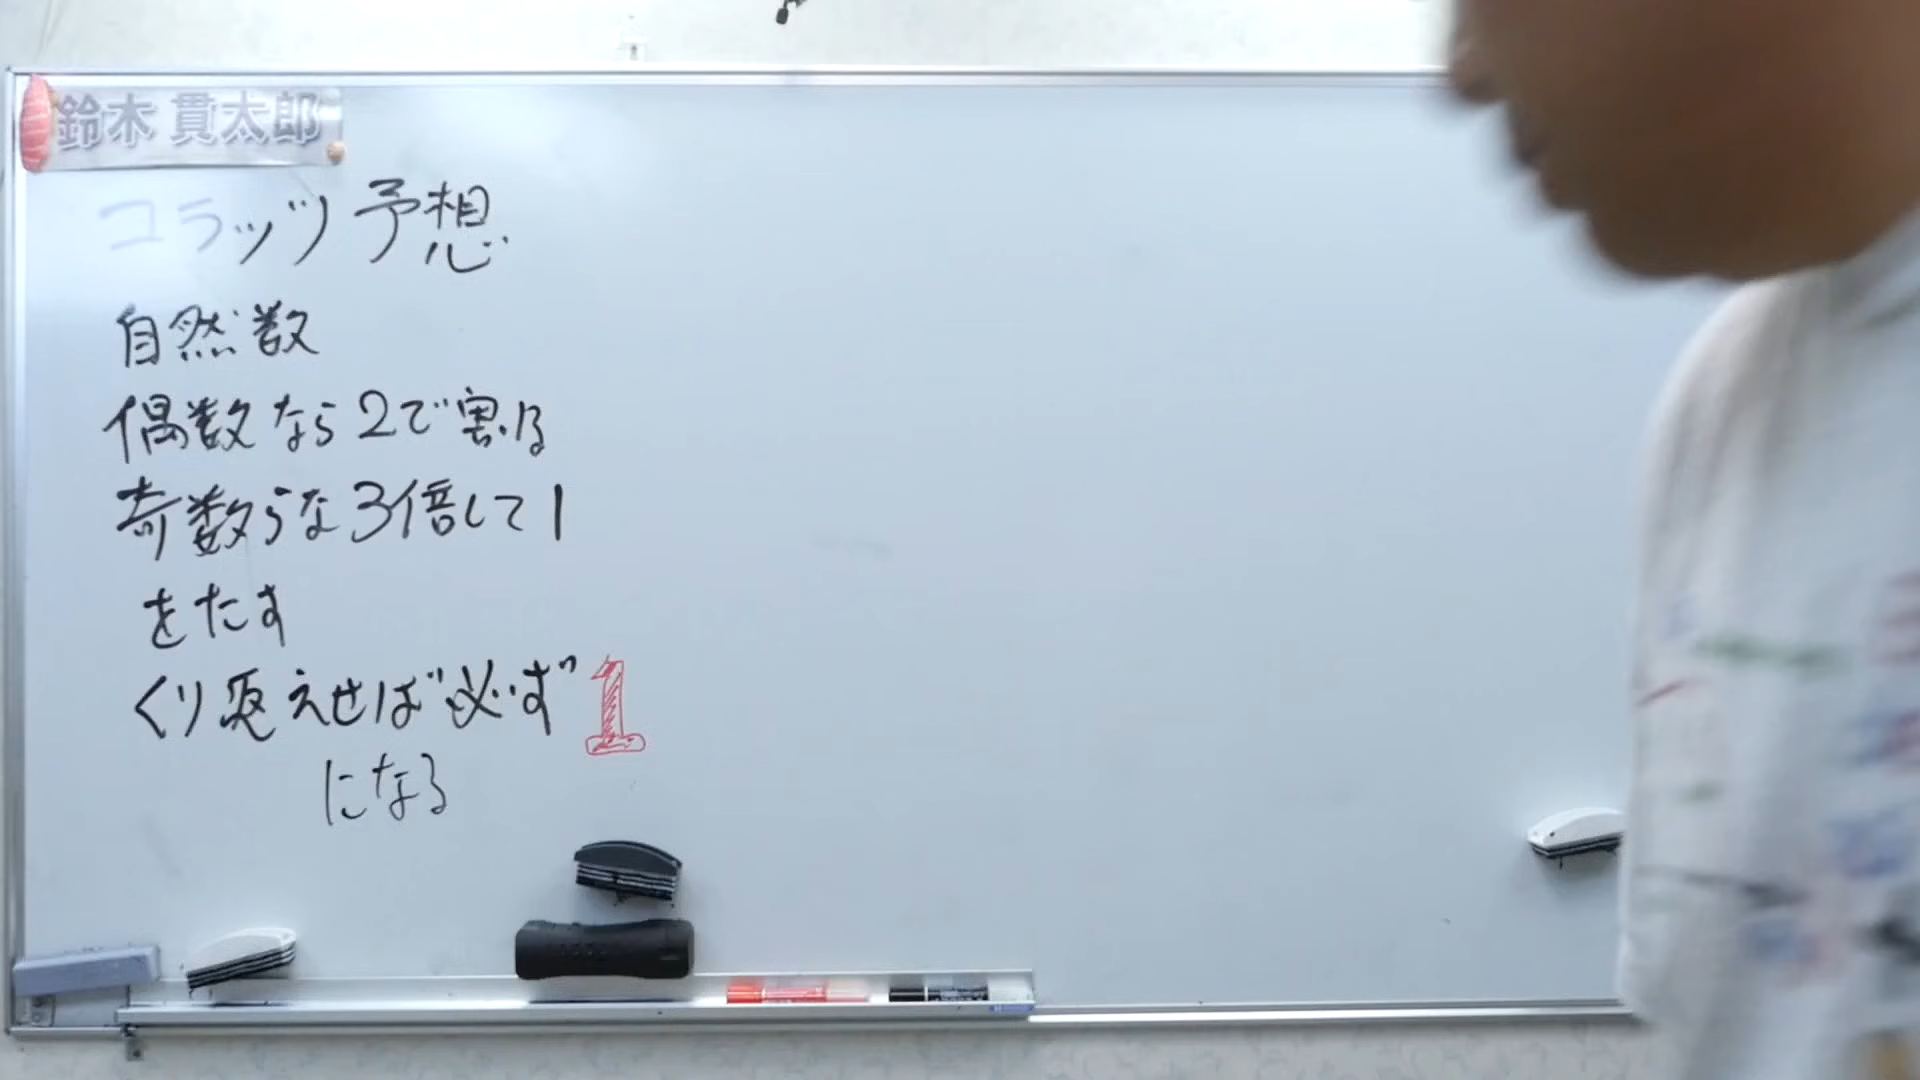 鈴木貫太郎
コラッツ予想
自然数
偶数なら2で割る
奇数らな3倍して1
をたす
くり返えせば必ず1
になる